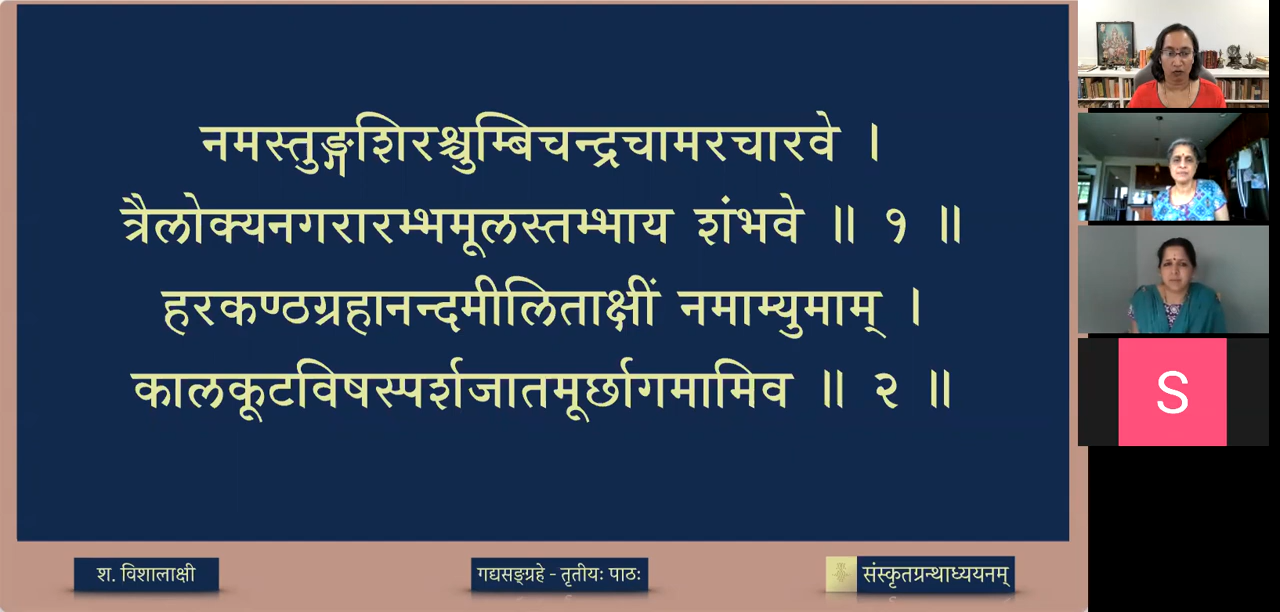 नमस्तुङ्गशिरश्चुम्बिचन्द्रचामरचारवे ।
त्रैलोक्यनगरारम्भमूलस्तम्भाय शंभवे ॥ १ ॥
हरकण्ठग्रहानन्दमीलिताक्षीं नमाम्युमाम् ।
कालकूटविषस्पर्शजातमूर्छागमामिव ॥ २ ॥
श. विशालाक्षी
गद्यसङ्ग्रहे - तृतीयः पाठः
संस्कृतग्रन्थाध्ययनम्
S